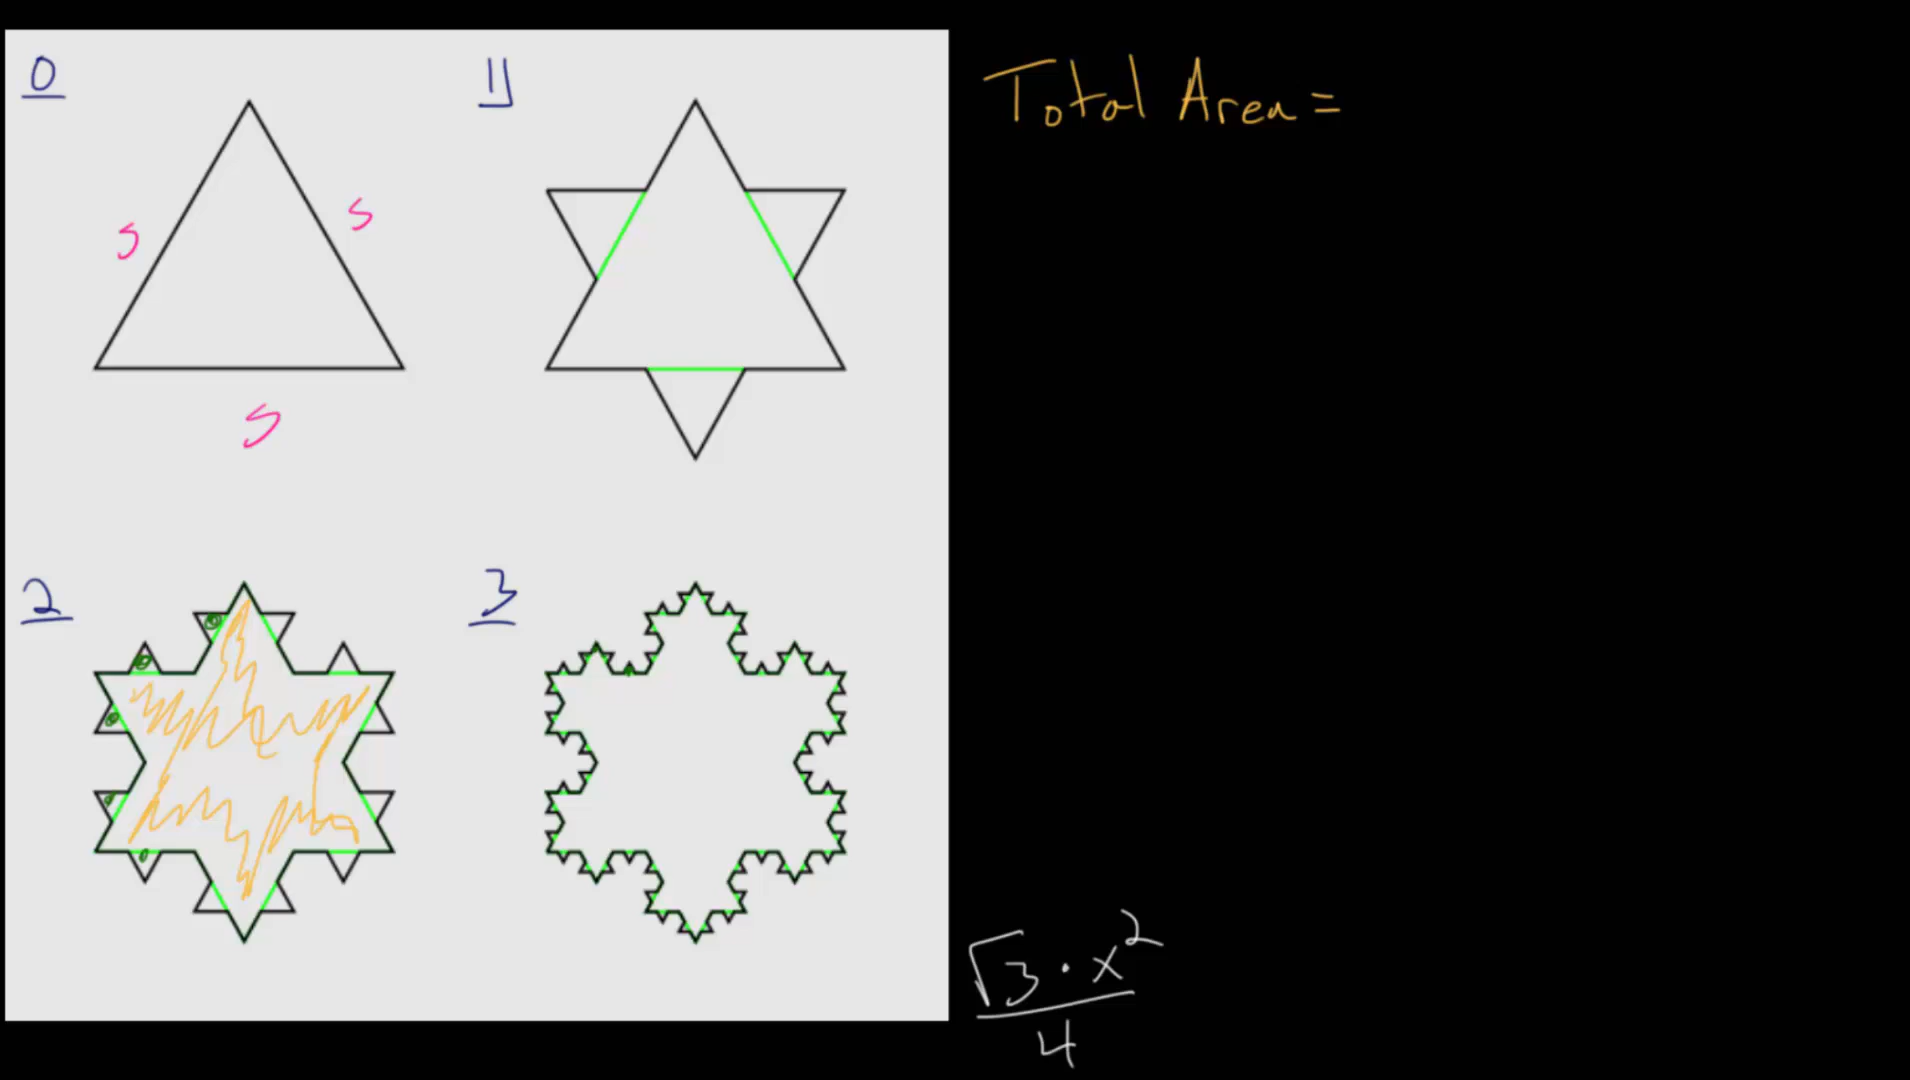 0
1
s
s
s
2
3
Total Area =
√3 · x²
4